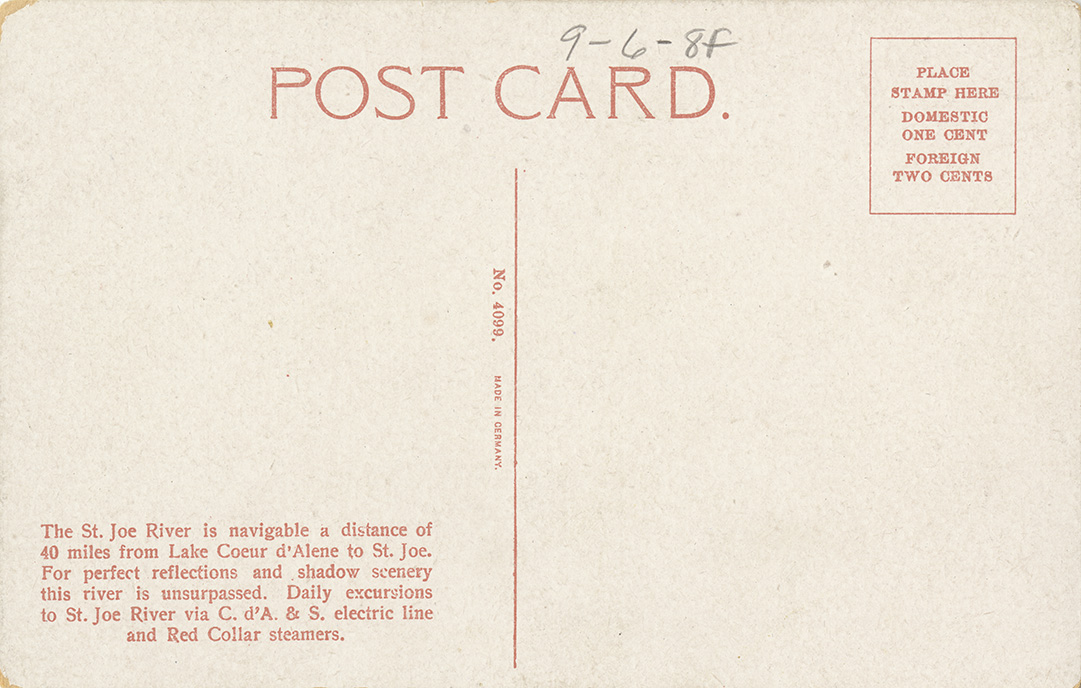 9-6-8f
POST CARD.
PLACE
STAMP HERE
DOMESTIC
ONE CENT
FOREIGN
TWO CENTS
No. 4099.
MADE IN GERMANY.
The St. Joe River is navigable a distance of
40 miles from Lake Coeur d'Alene to St. Joe.
For perfect reflections and shadow scenery
this river is unsurpassed. Daily excursions
to St. Joe River via C. d'A. & S. electric line
and Red Collar steamers.